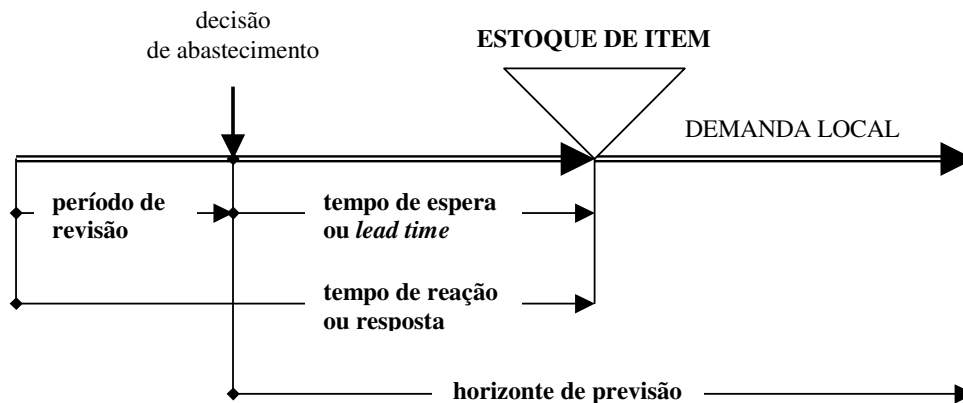 decisão
de abastecimento
ESTOQUE DE ITEM
DEMANDA LOCAL
período de
revisão
tempo de espera
ou lead time
tempo de reação
ou resposta
horizonte de previsão